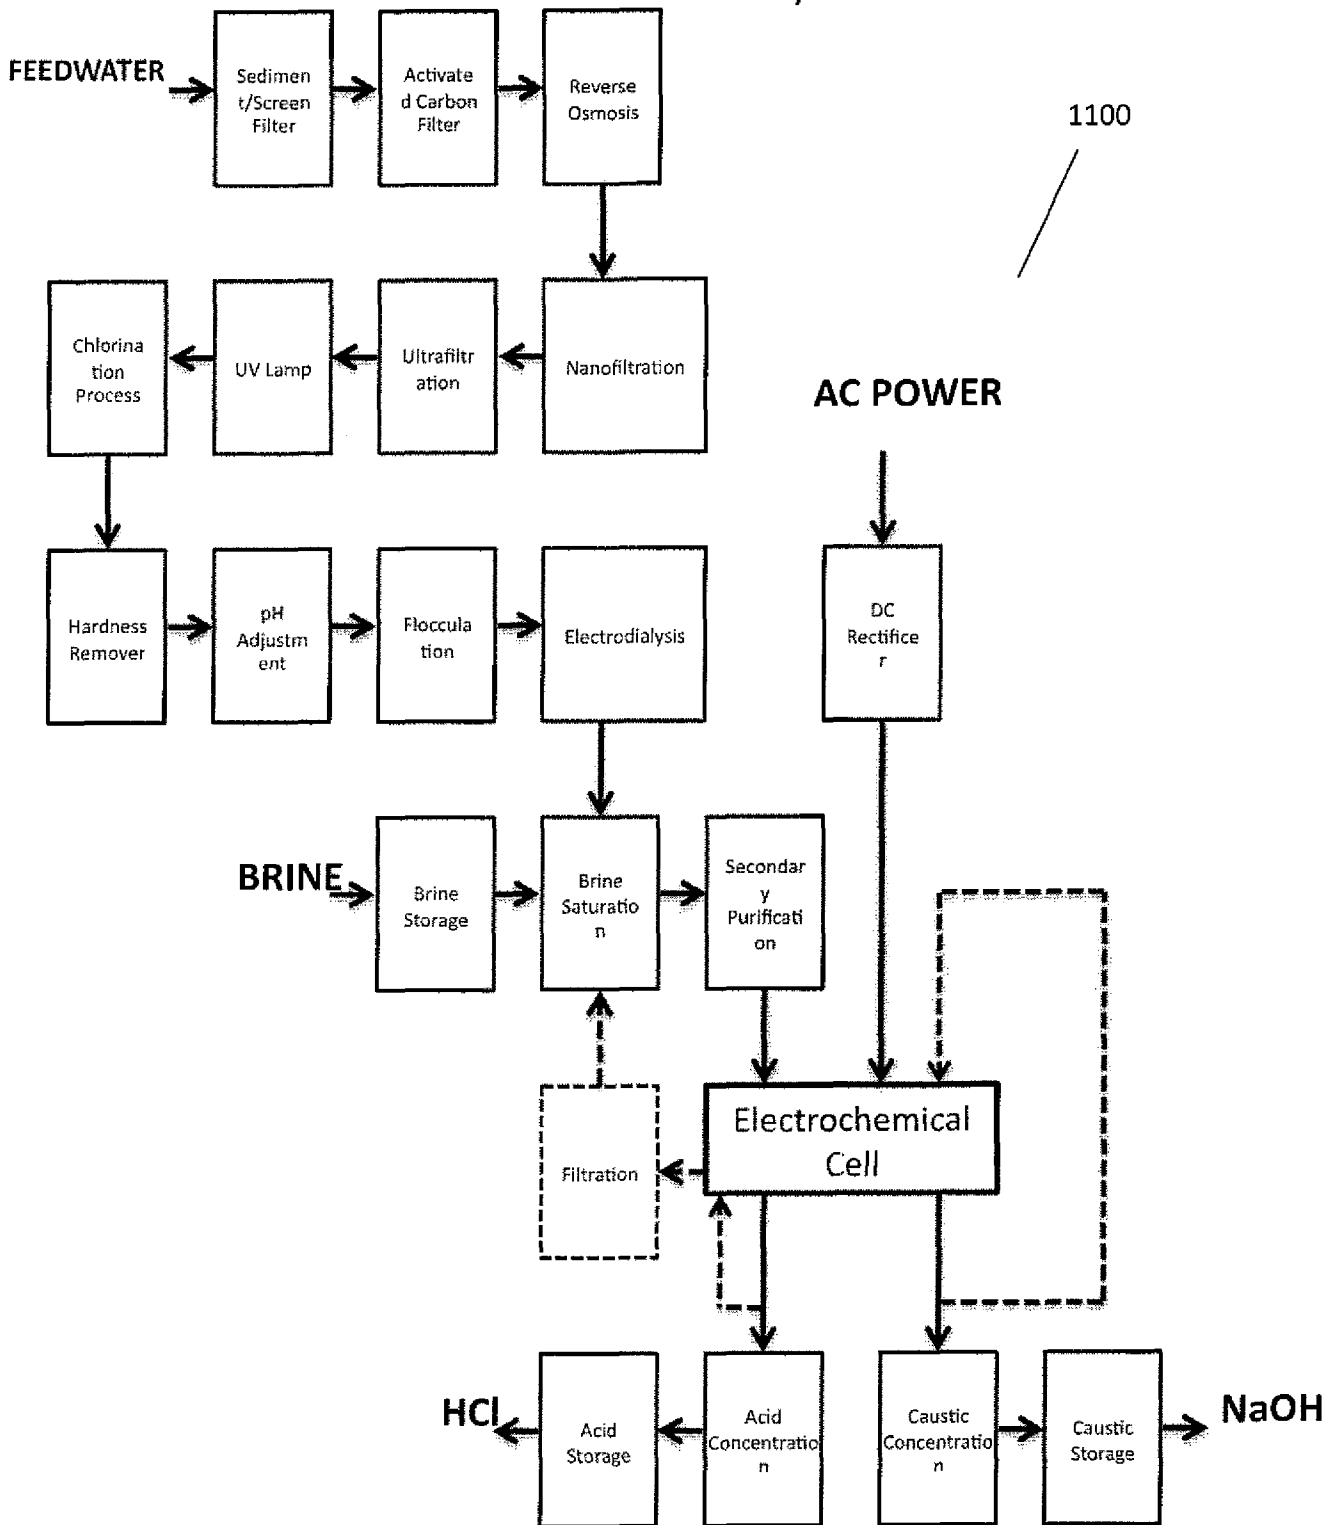 FEEDWATER
Sedimen
t/Screen
Filter
Activate
d Carbon
Filter
Reverse
Osmosis
1100
Chlorina
tion
Process
UV Lamp
Ultrafiltr
ation
Nanofiltration
AC POWER
Hardness
Remover
pH
Adjustm
ent
Floccula
tion
Electrodialysis
DC
Rectifice
r
BRINE
Brine
Storage
Brine
Saturatio
n
Secondar
y
Purificati
on
Filtration
Electrochemical
Cell
HCl
Acid
Storage
Acid
Concentratio
n
Caustic
Concentratio
n
Caustic
Storage
NaOH